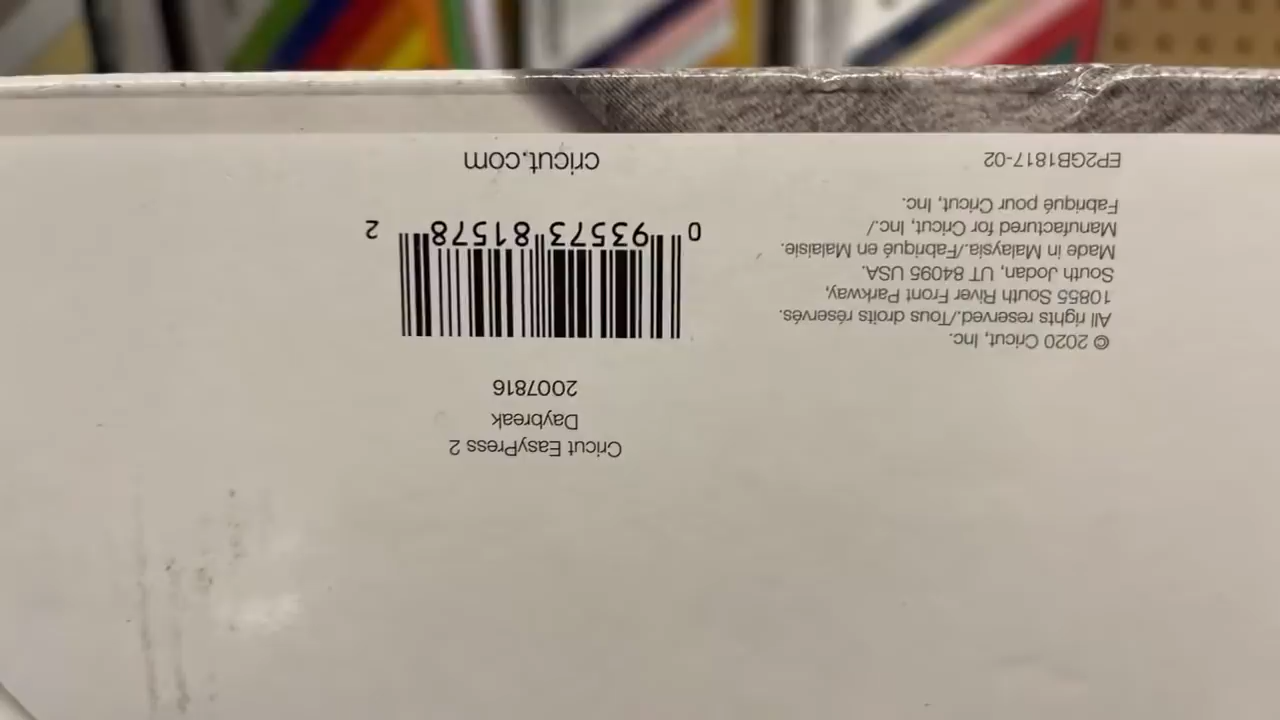 Cricut EasyPress 2
Daybreak
2007816
0 93573 81578 2
cricut.com
© 2020 Cricut, Inc.
All rights reserved./Tous droits réservés.
10855 South River Front Parkway,
South Jordan, UT 84095 USA.
Made in Malaysia./Fabriqué en Malaisie.
Manufactured for Cricut, Inc./
Fabriqué pour Cricut, Inc.
EP2GB1817-02